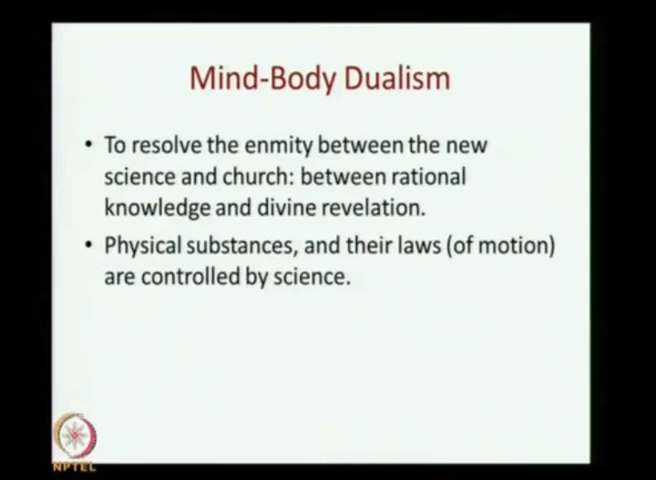 Mind-Body Dualism
• To resolve the enmity between the new
science and church: between rational
knowledge and divine revelation.
• Physical substances, and their laws (of motion)
are controlled by science.
NPTEL